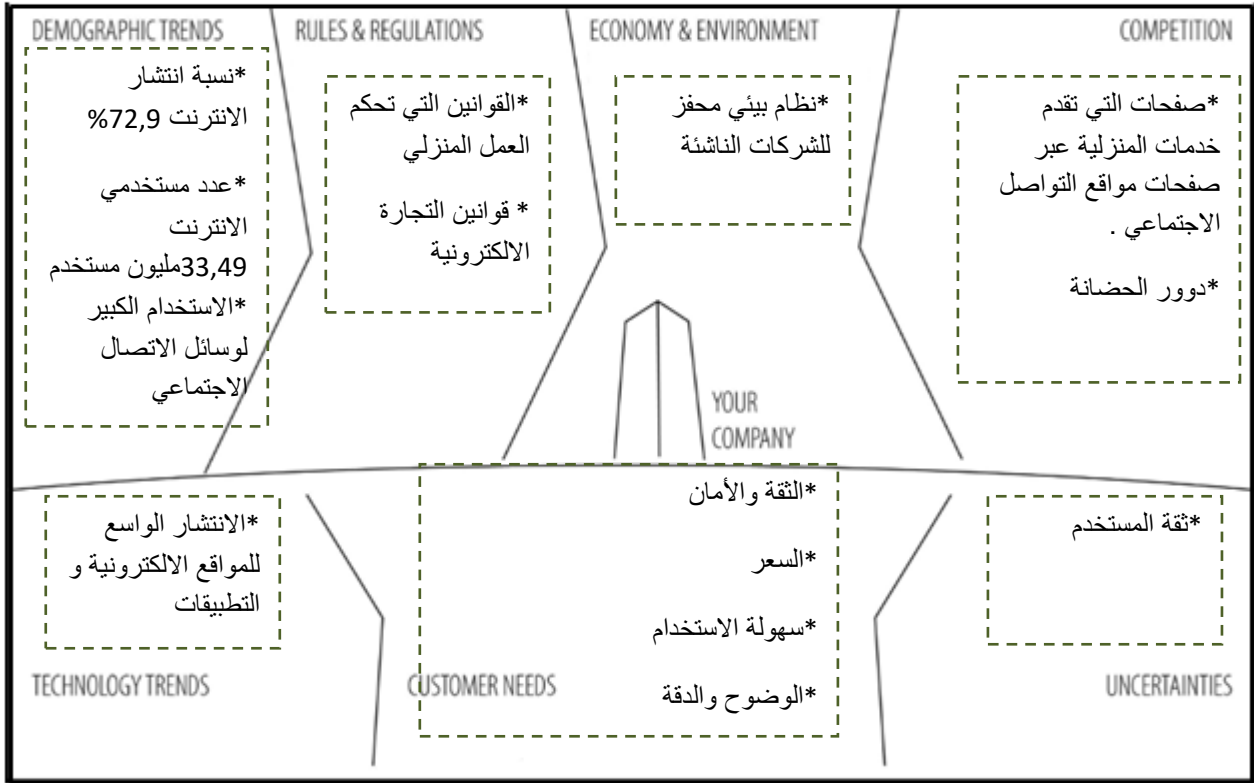 DEMOGRAPHIC TRENDS
*نسبة انتشار
الانترنت 72,9%
*عدد مستخدمي
الانترنت
33,49مليون مستخدم
*الاستخدام الكبير
لوسائل الاتصال
الاجتماعي
RULES & REGULATIONS
*القوانين التي تحكم
العمل المنزلي
* قوانين التجارة
الالكترونية
ECONOMY & ENVIRONMENT
*نظام بيئي محفز
للشركات الناشئة
COMPETITION
*صفحات التي تقدم
خدمات المنزلية عبر
صفحات مواقع التواصل
الاجتماعي .
*دوور الحضانة
YOUR
COMPANY
*الانتشار الواسع
للمواقع الالكترونية و
التطبيقات
TECHNOLOGY TRENDS
*الثقة والأمان
*السعر
*سهولة الاستخدام
*الوضوح والدقة
CUSTOMER NEEDS
*ثقة المستخدم
UNCERTAINTIES